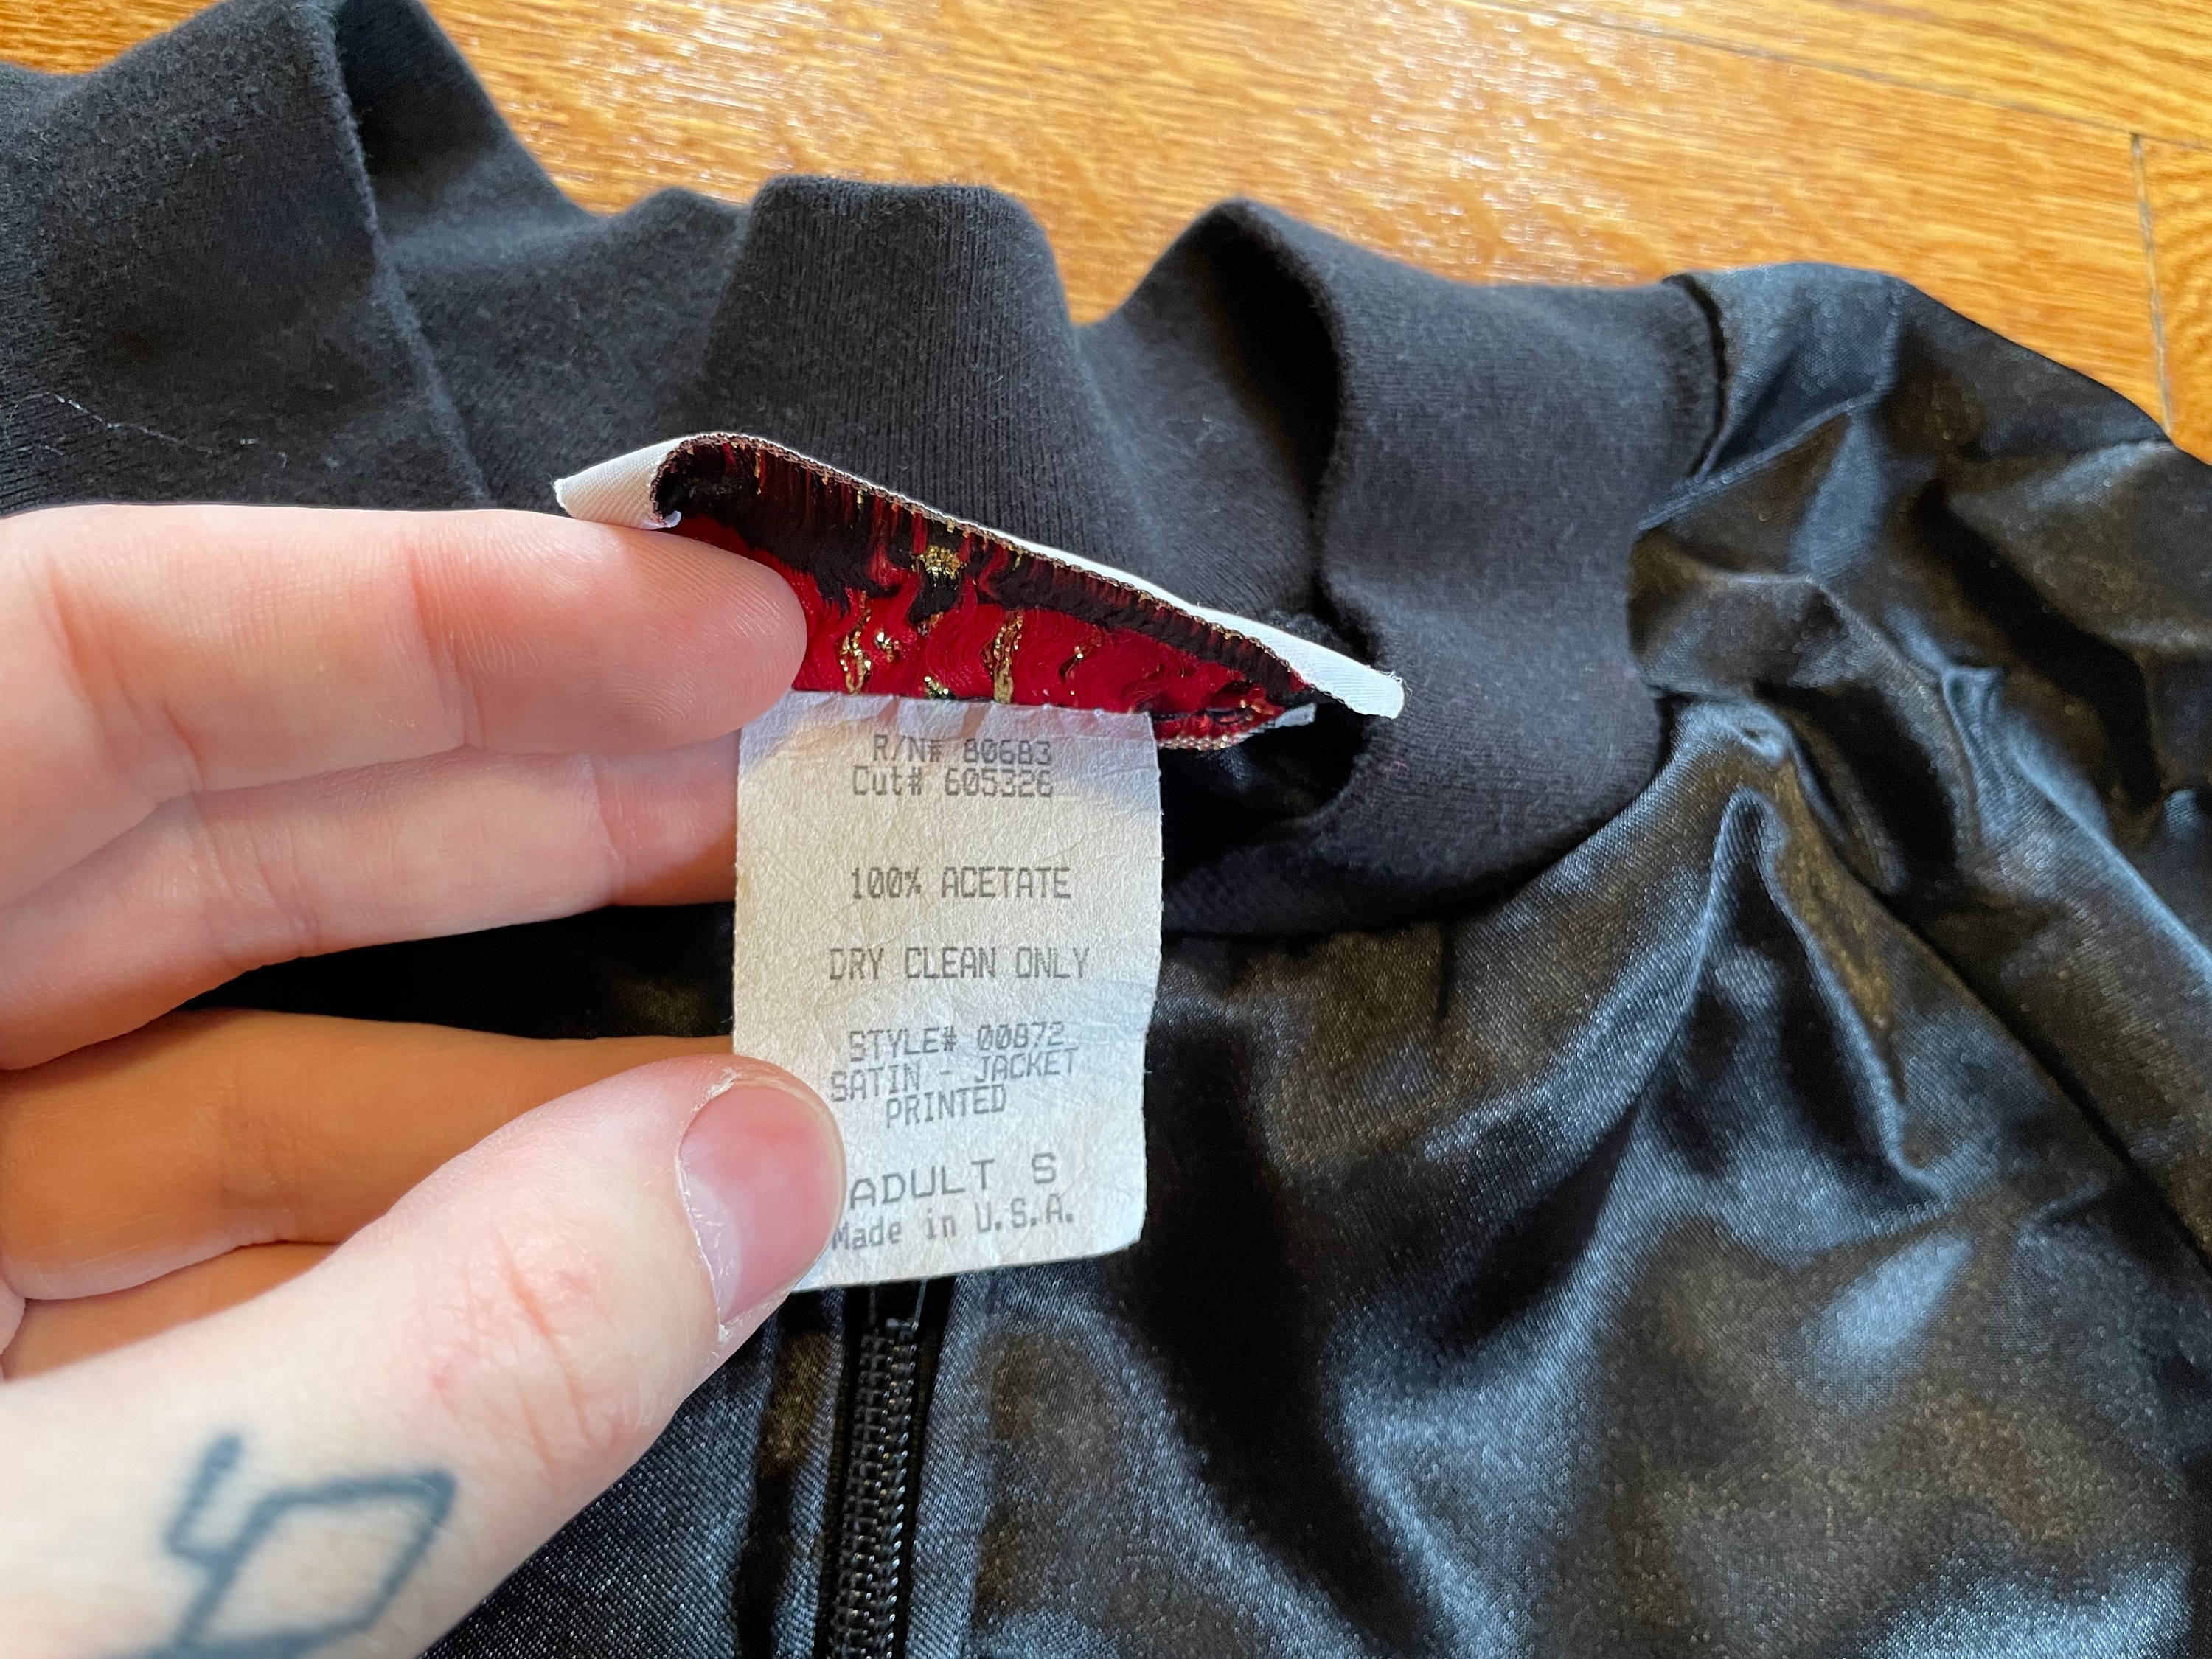 R/N# 80683
Cut# 605326
100% ACETATE
DRY CLEAN ONLY
STYLE# 00872
SATIN - JACKET
PRINTED
ADULT S
Made in U.S.A.